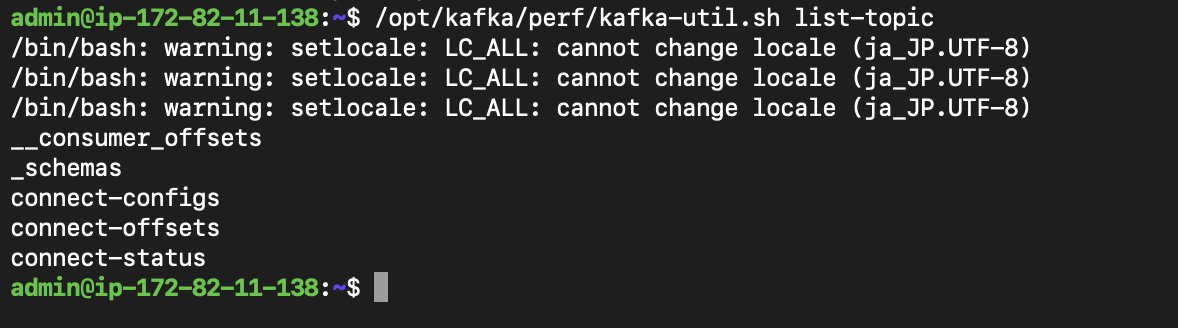 admin@ip-172-82-11-138:~$ /opt/kafka/perf/kafka-util.sh list-topic
/bin/bash: warning: setlocale: LC_ALL: cannot change locale (ja_JP.UTF-8)
/bin/bash: warning: setlocale: LC_ALL: cannot change locale (ja_JP.UTF-8)
/bin/bash: warning: setlocale: LC_ALL: cannot change locale (ja_JP.UTF-8)
__consumer_offsets
_schemas
connect-configs
connect-offsets
connect-status
admin@ip-172-82-11-138:~$